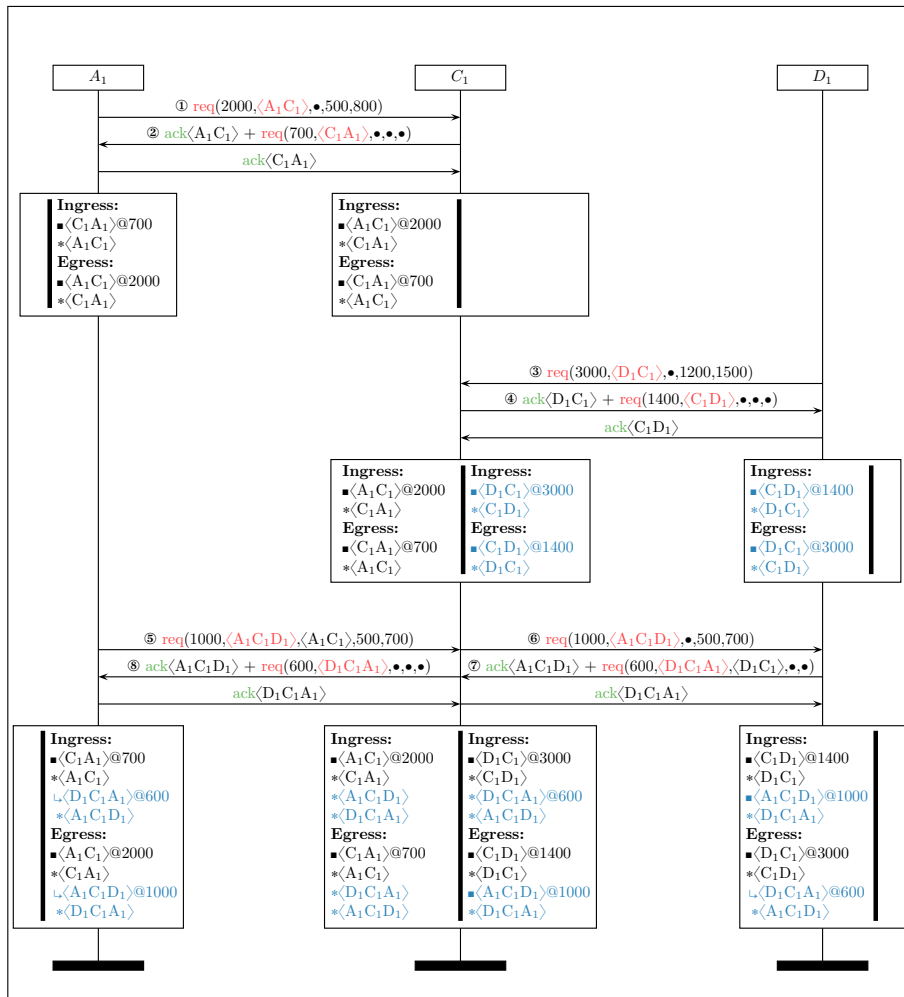 A₁
C₁
D₁
① req(2000,⟨A₁C₁⟩,•,500,800)
② ack⟨A₁C₁⟩ + req(700,⟨C₁A₁⟩,•,•,•)
ack⟨C₁A₁⟩
Ingress:
■⟨C₁A₁⟩@700
*⟨A₁C₁⟩
Egress:
■⟨A₁C₁⟩@2000
*⟨C₁A₁⟩
Ingress:
■⟨A₁C₁⟩@2000
*⟨C₁A₁⟩
Egress:
■⟨C₁A₁⟩@700
*⟨A₁C₁⟩
③ req(3000,⟨D₁C₁⟩,•,1200,1500)
④ ack⟨D₁C₁⟩ + req(1400,⟨C₁D₁⟩,•,•,•)
ack⟨C₁D₁⟩
Ingress:
■⟨A₁C₁⟩@2000
*⟨C₁A₁⟩
Egress:
■⟨C₁A₁⟩@700
*⟨A₁C₁⟩
Ingress:
■⟨D₁C₁⟩@3000
*⟨C₁D₁⟩
Egress:
■⟨C₁D₁⟩@1400
*⟨D₁C₁⟩
Ingress:
■⟨C₁D₁⟩@1400
*⟨D₁C₁⟩
Egress:
■⟨D₁C₁⟩@3000
*⟨C₁D₁⟩
⑤ req(1000,⟨A₁C₁D₁⟩,⟨A₁C₁⟩,500,700)
⑥ req(1000,⟨A₁C₁D₁⟩,•,500,700)
⑧ ack⟨A₁C₁D₁⟩ + req(600,⟨D₁C₁A₁⟩,•,•,•)
⑦ ack⟨A₁C₁D₁⟩ + req(600,⟨D₁C₁A₁⟩,⟨D₁C₁⟩,•,•)
ack⟨D₁C₁A₁⟩
ack⟨D₁C₁A₁⟩
Ingress:
■⟨C₁A₁⟩@700
*⟨A₁C₁⟩
↳⟨D₁C₁A₁⟩@600
*⟨A₁C₁D₁⟩
Egress:
■⟨A₁C₁⟩@2000
*⟨C₁A₁⟩
↳⟨A₁C₁D₁⟩@1000
*⟨D₁C₁A₁⟩
Ingress:
■⟨A₁C₁⟩@2000
*⟨C₁A₁⟩
*⟨A₁C₁D₁⟩
*⟨D₁C₁A₁⟩
Egress:
■⟨C₁A₁⟩@700
*⟨A₁C₁⟩
*⟨D₁C₁A₁⟩
*⟨A₁C₁D₁⟩
Ingress:
■⟨D₁C₁⟩@3000
*⟨C₁D₁⟩
*⟨D₁C₁A₁⟩@600
*⟨A₁C₁D₁⟩
Egress:
■⟨C₁D₁⟩@1400
*⟨D₁C₁⟩
■⟨A₁C₁D₁⟩@1000
*⟨D₁C₁A₁⟩
Ingress:
■⟨C₁D₁⟩@1400
*⟨D₁C₁⟩
■⟨A₁C₁D₁⟩@1000
*⟨D₁C₁A₁⟩
Egress:
■⟨D₁C₁⟩@3000
*⟨C₁D₁⟩
↳⟨D₁C₁A₁⟩@600
*⟨A₁C₁D₁⟩